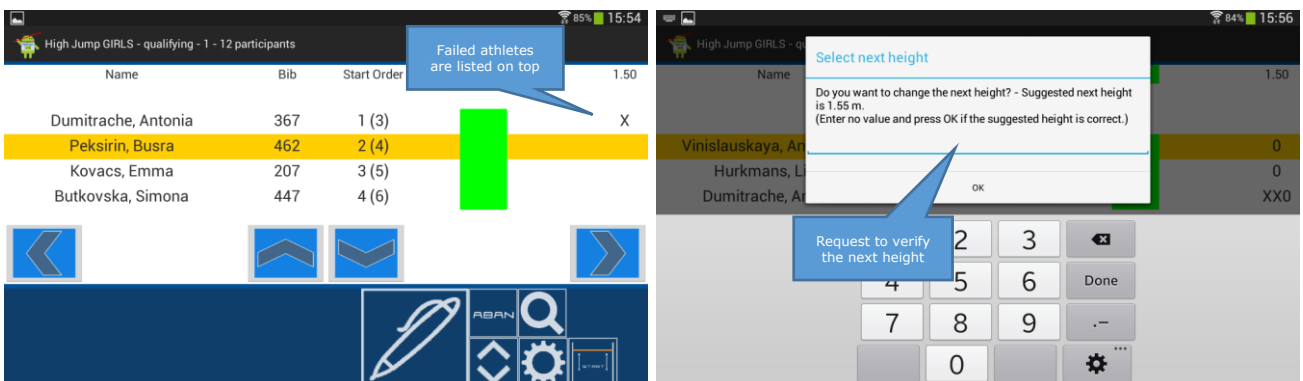 85% 15:54
High Jump GIRLS - qualifying - 1 - 12 participants
Failed athletes
are listed on top
Name Bib Start Order 1.50
Dumitrache, Antonia 367 1 (3) X
Peksirin, Busra 462 2 (4)
Kovacs, Emma 207 3 (5)
Butkovska, Simona 447 4 (6)
ABAN
START
84% 15:56
High Jump GIRLS - qu
Select next height
Name 1.50
Do you want to change the next height? - Suggested next height
is 1.55 m.
(Enter no value and press OK if the suggested height is correct.)
Vinislauskaya, An 0
Hurkmans, Li 0
Dumitrache, An XX0
OK
Request to verify
the next height
2 3
4 5 6 Done
7 8 9 .–
0